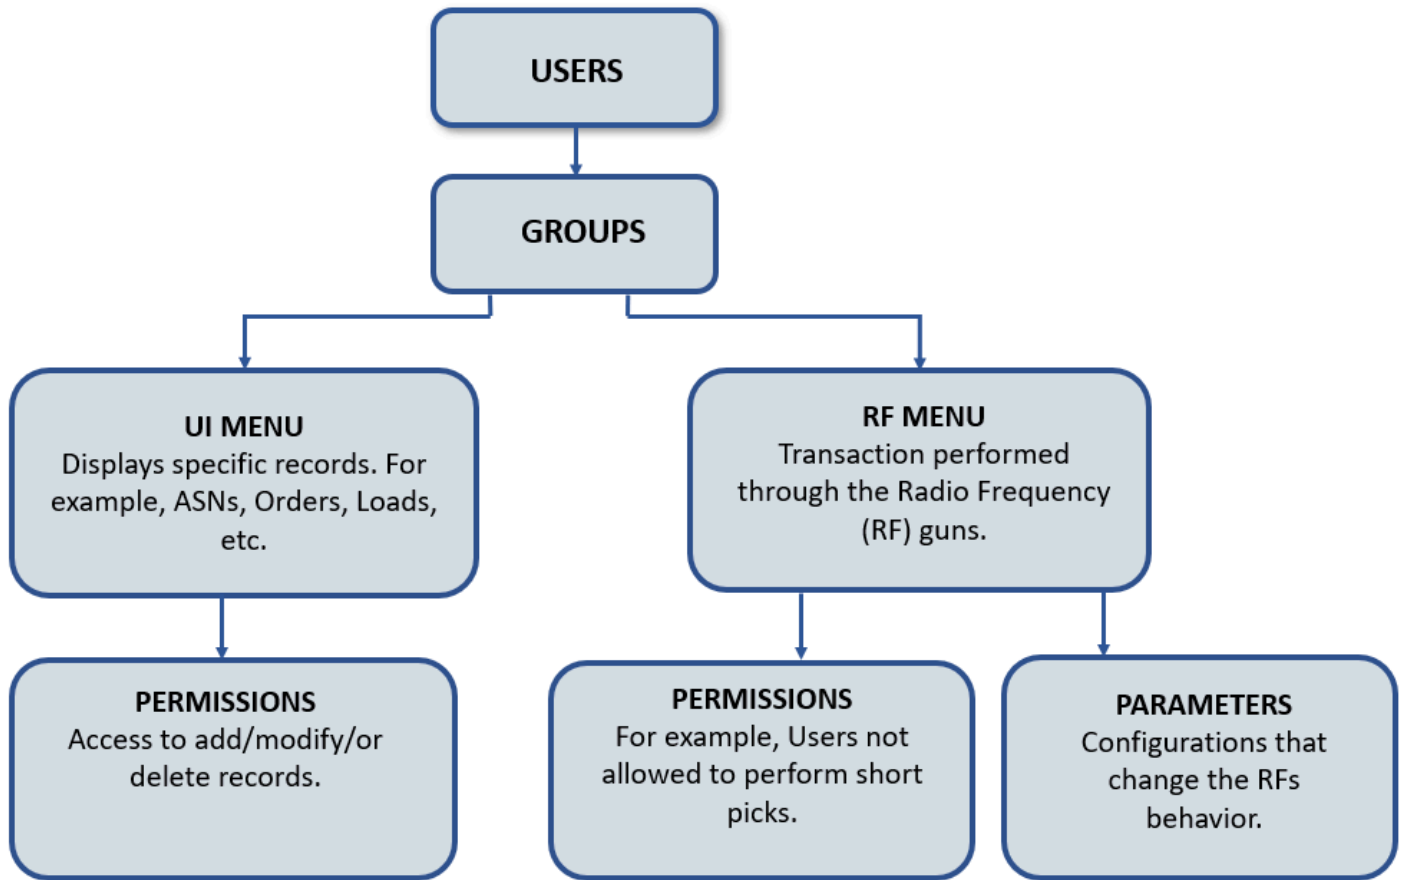 USERS
GROUPS
UI MENU
Displays specific records. For
example, ASNs, Orders, Loads,
etc.
RF MENU
Transaction performed
through the Radio Frequency
(RF) guns.
PERMISSIONS
Access to add/modify/or
delete records.
PERMISSIONS
For example, Users not
allowed to perform short
picks.
PARAMETERS
Configurations that
change the RFs
behavior.